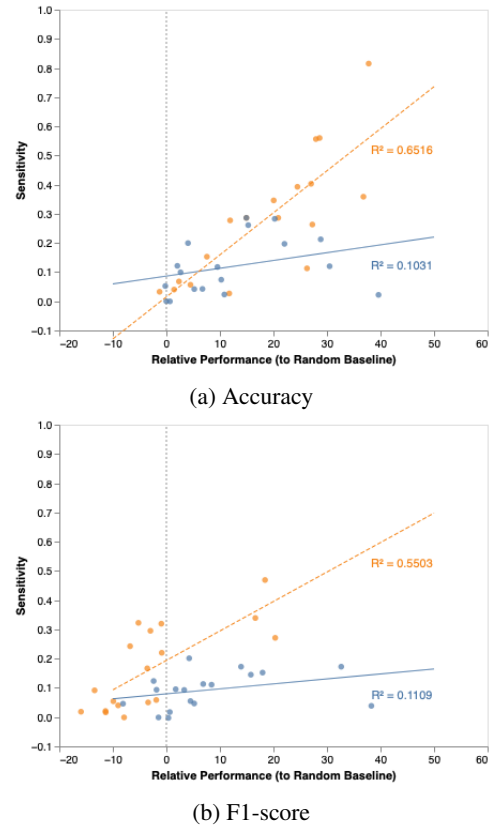 1.0
0.9
0.8
0.7
0.6
0.5
0.4
0.3
0.2
0.1
0.0
−0.1
Sensitivity
R² = 0.6516
R² = 0.1031
−20 −10 0 10 20 30 40 50 60
Relative Performance (to Random Baseline)
(a) Accuracy
1.0
0.9
0.8
0.7
0.6
0.5
0.4
0.3
0.2
0.1
0.0
−0.1
Sensitivity
R² = 0.5503
R² = 0.1109
−20 −10 0 10 20 30 40 50 60
Relative Performance (to Random Baseline)
(b) F1-score